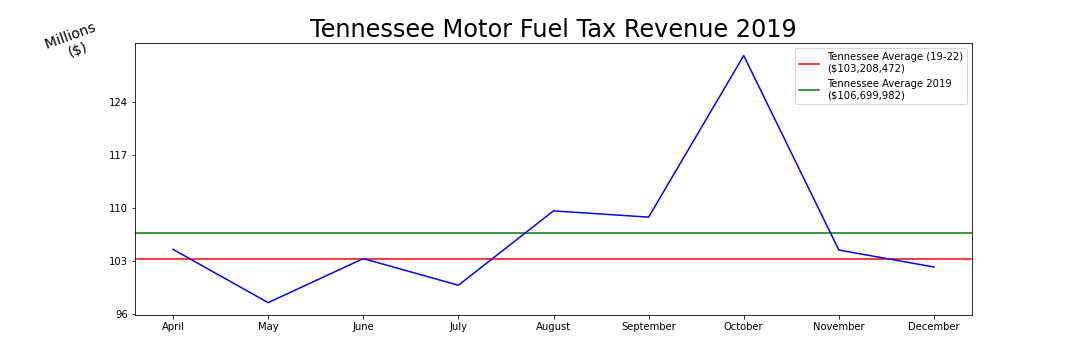 Tennessee Motor Fuel Tax Revenue 2019
Millions
($)
Tennessee Average (19-22)
($103,208,472)
Tennessee Average 2019
($106,699,982)
124
117
110
103
96
April May June July August September October November December